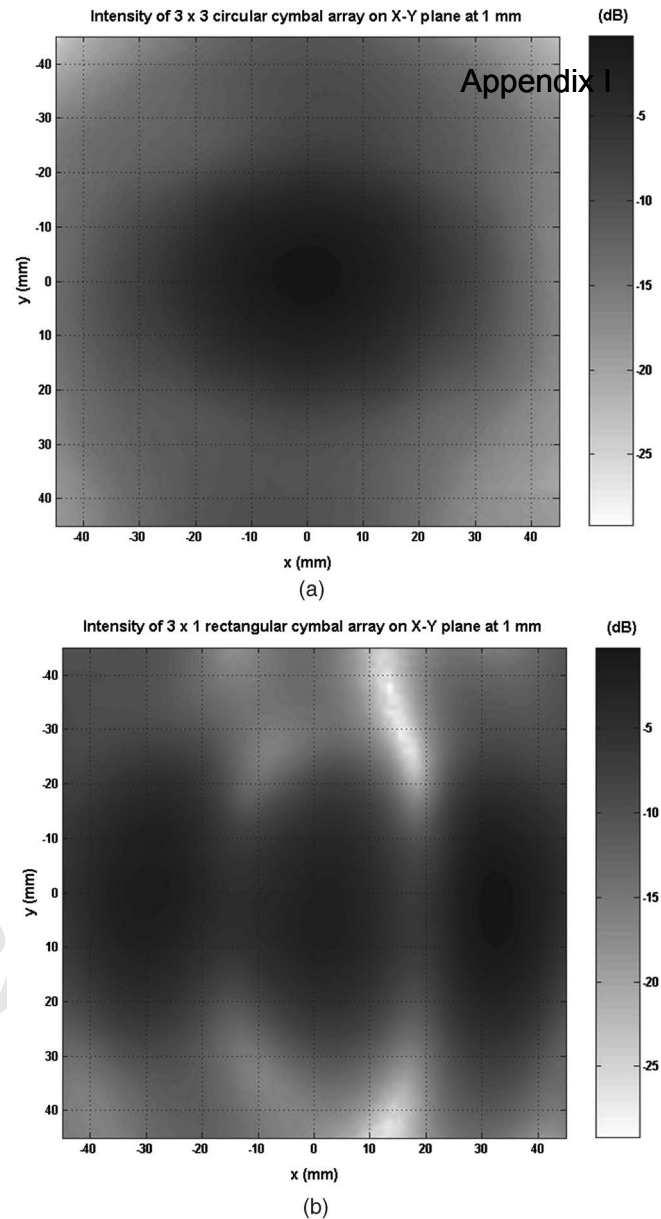 Intensity of 3 x 3 circular cymbal array on X-Y plane at 1 mm (dB)
Appendix I
-40
-30
-20
-10
0
10
20
30
40
y (mm)
-40 -30 -20 -10 0 10 20 30 40
x (mm)
-5
-10
-15
-20
-25
(a)
Intensity of 3 x 1 rectangular cymbal array on X-Y plane at 1 mm (dB)
-40
-30
-20
-10
0
10
20
30
40
y (mm)
-40 -30 -20 -10 0 10 20 30 40
x (mm)
-5
-10
-15
-20
-25
(b)